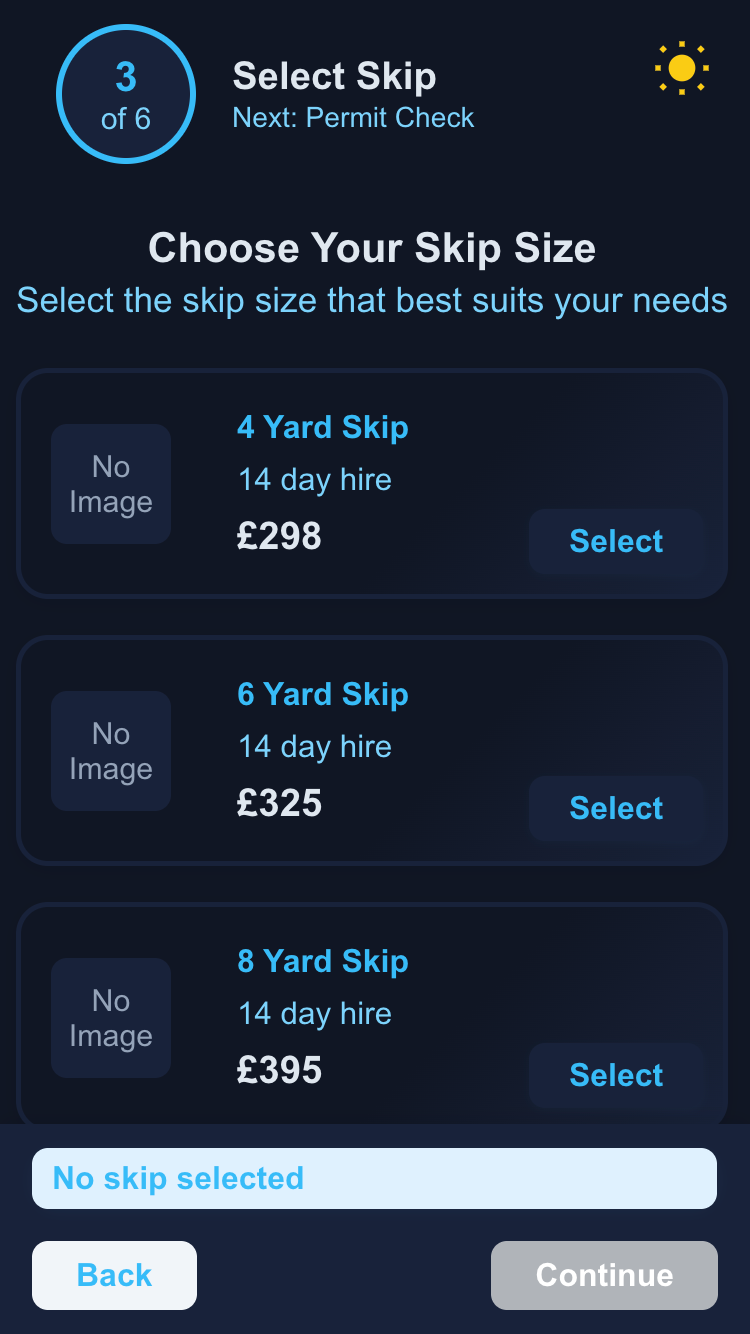 3
of 6
Select Skip
Next: Permit Check
Choose Your Skip Size
Select the skip size that best suits your needs
No
Image
4 Yard Skip
14 day hire
£298
Select
No
Image
6 Yard Skip
14 day hire
£325
Select
No
Image
8 Yard Skip
14 day hire
£395
Select
No skip selected
Back
Continue